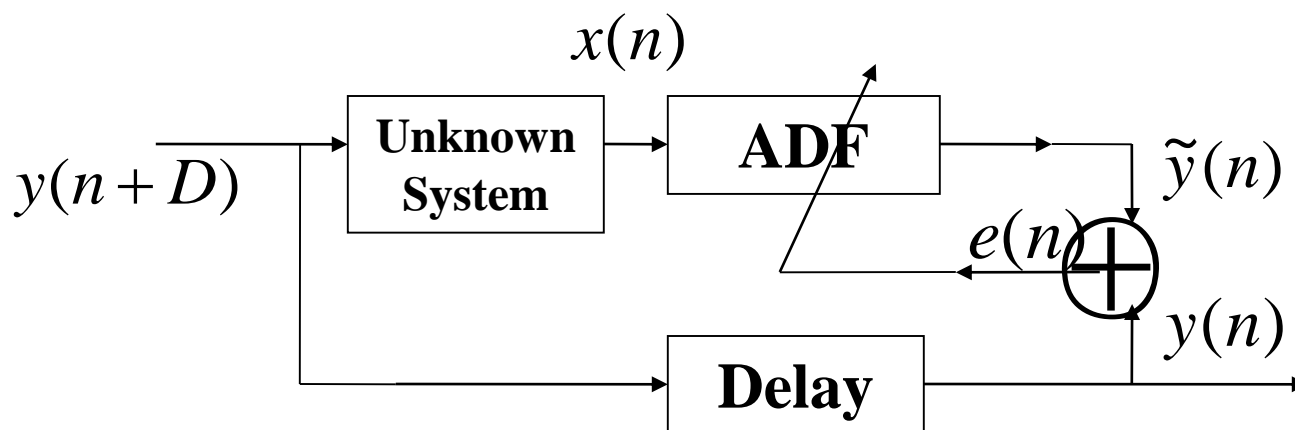 x(n)
Unknown
System
ADF
y(n + D)
ỹ(n)
e(n)
y(n)
Delay